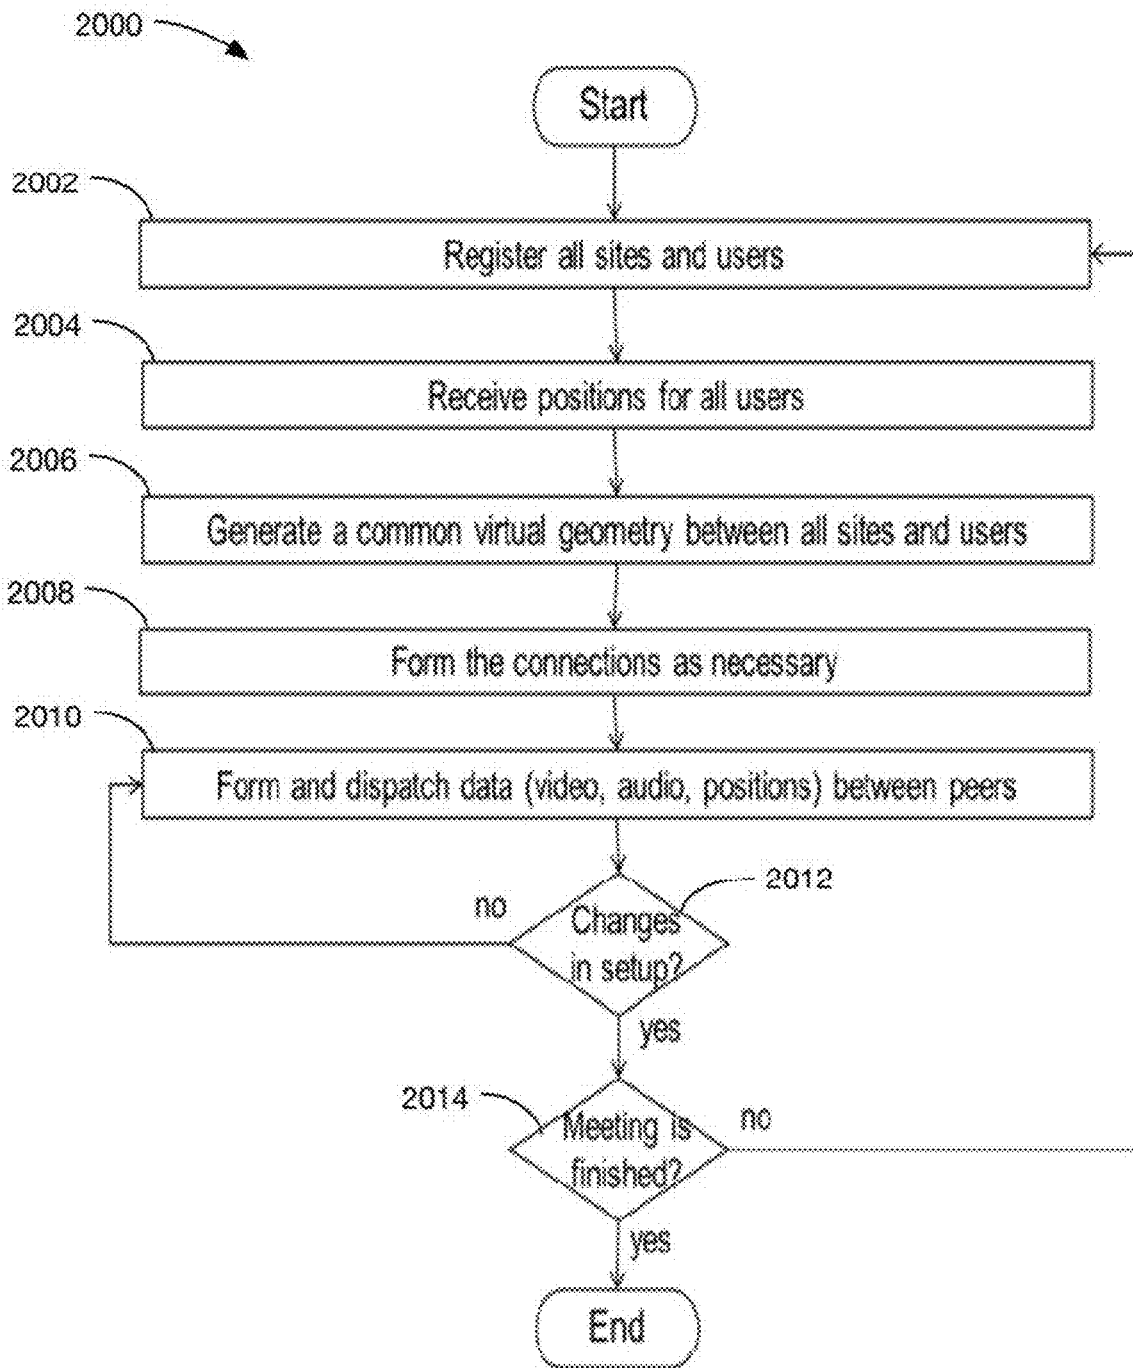 2000
Start
2002
Register all sites and users
2004
Receive positions for all users
2006
Generate a common virtual geometry between all sites and users
2008
Form the connections as necessary
2010
Form and dispatch data (video, audio, positions) between peers
2012
no
Changes
in setup?
yes
2014
Meeting is
finished?
no
yes
End